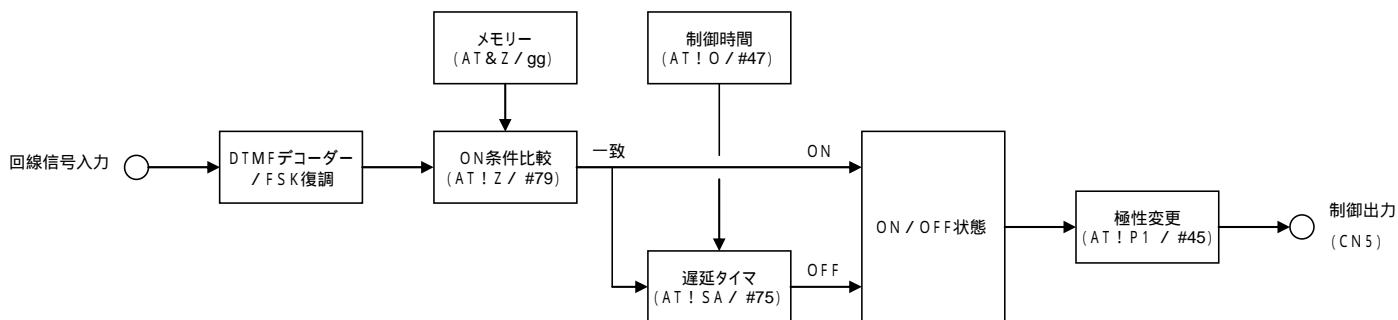 メモリー
(AT&Z/gg)
制御時間
(AT!O/#47)
回線信号入力
DTMFデコーダー
/FSK復調
ON条件比較
(AT!Z/ #79)
一致
ON
ON/OFF状態
極性変更
(AT!P1 / #45)
制御出力
(CN5)
遅延タイマ
(AT!SA/ #75)
OFF